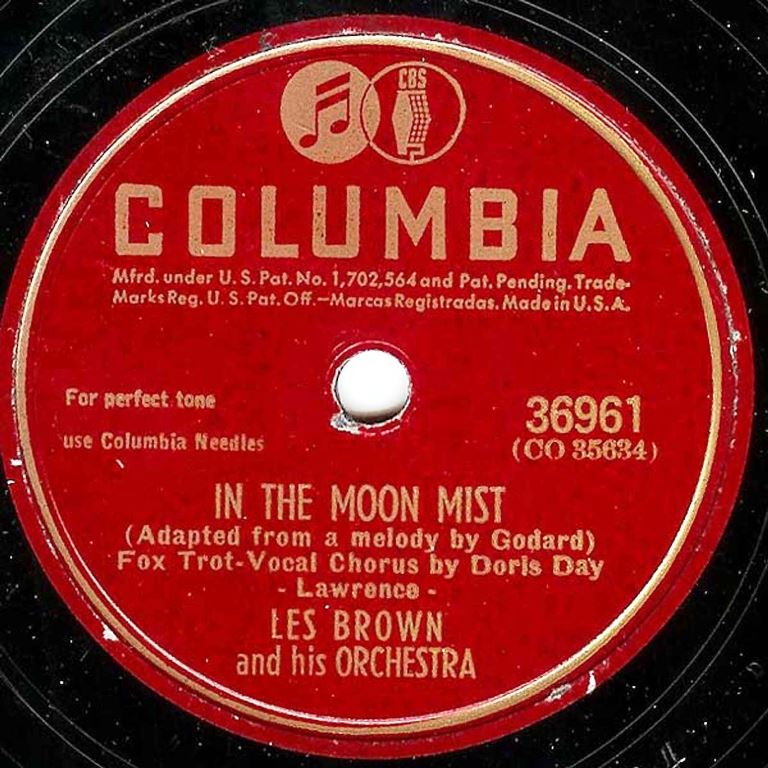 CBS
COLUMBIA
Mfrd. under U. S. Pat. No. 1,702,564 and Pat. Pending. Trade-
Marks Reg. U. S. Pat. Off.—Marcas Registradas. Made in U.S.A.
For perfect tone
use Columbia Needles
36961
(CO 35634)
IN THE MOON MIST
(Adapted from a melody by Godard)
Fox Trot-Vocal Chorus by Doris Day
- Lawrence -
LES BROWN
and his ORCHESTRA